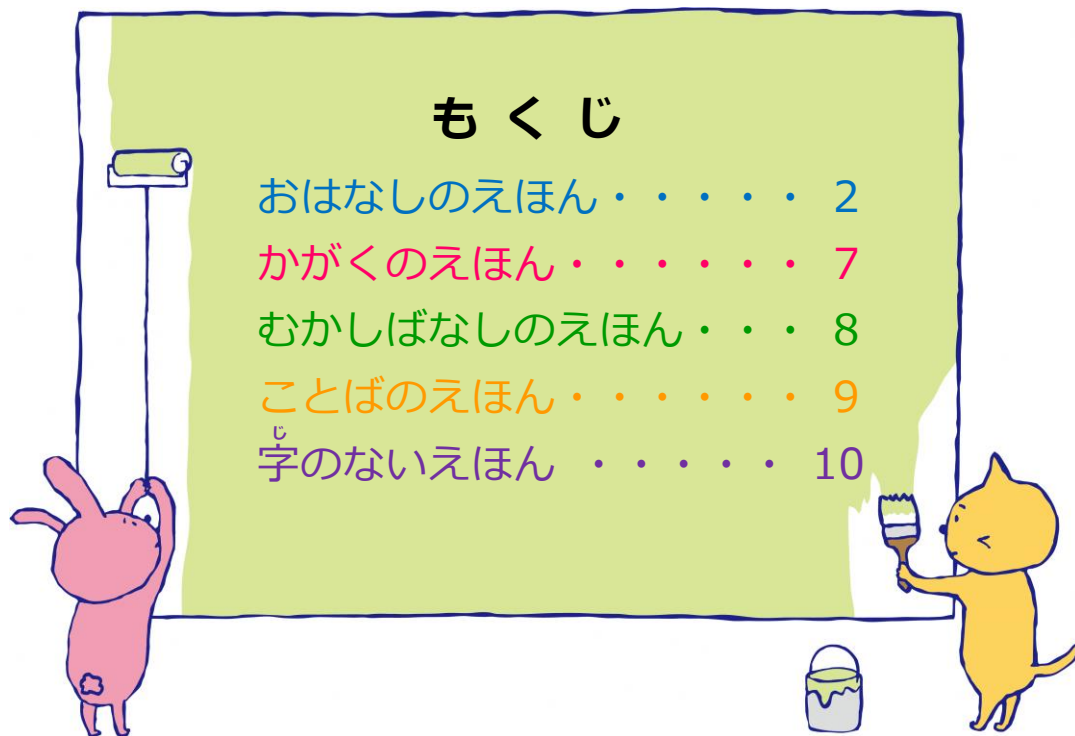 もくじ
おはなしのえほん・・・・・ 2
かがくのえほん・・・・・・ 7
むかしばなしのえほん・・・ 8
ことばのえほん・・・・・・ 9
じ
字のないえほん ・・・・・ 10